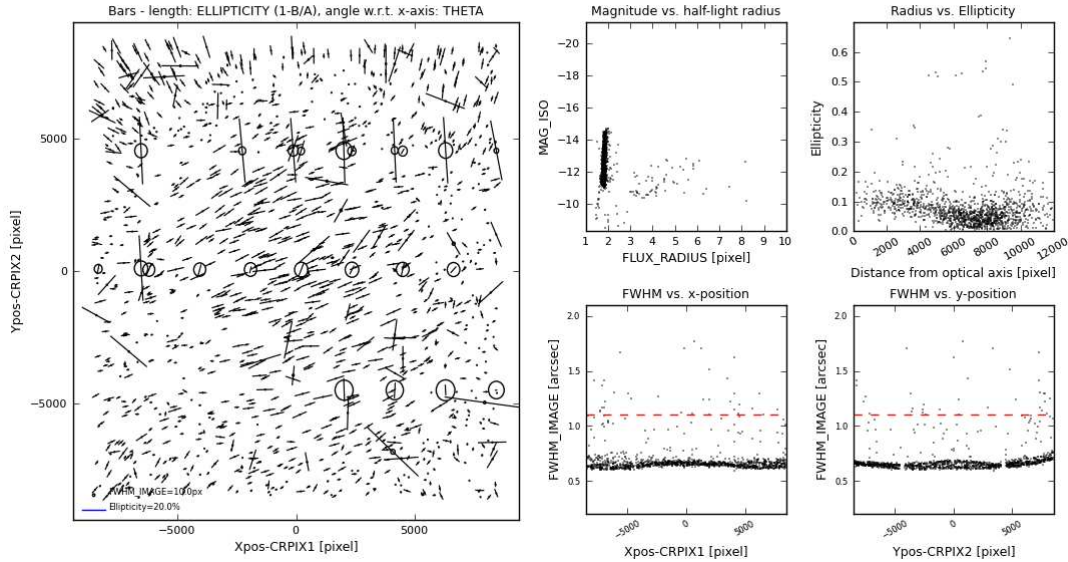 Bars - length: ELLIPTICITY (1-B/A), angle w.r.t. x-axis: THETA
5000
0
−5000
Ypos-CRPIX2 [pixel]
FWHM_IMAGE=10.0px
Ellipticity=20.0%
−5000
0
5000
Xpos-CRPIX1 [pixel]
Magnitude vs. half-light radius
−20
−18
−16
−14
−12
−10
MAG_ISO
1
2
3
4
5
6
7
8
9
10
FLUX_RADIUS [pixel]
Radius vs. Ellipticity
0.6
0.5
0.4
0.3
0.2
0.1
0.0
Ellipticity
0
2000
4000
6000
8000
10000
12000
Distance from optical axis [pixel]
FWHM vs. x-position
2.0
1.5
1.0
0.5
FWHM_IMAGE [arcsec]
−5000
0
5000
Xpos-CRPIX1 [pixel]
FWHM vs. y-position
2.0
1.5
1.0
0.5
FWHM_IMAGE [arcsec]
−5000
0
5000
Ypos-CRPIX2 [pixel]